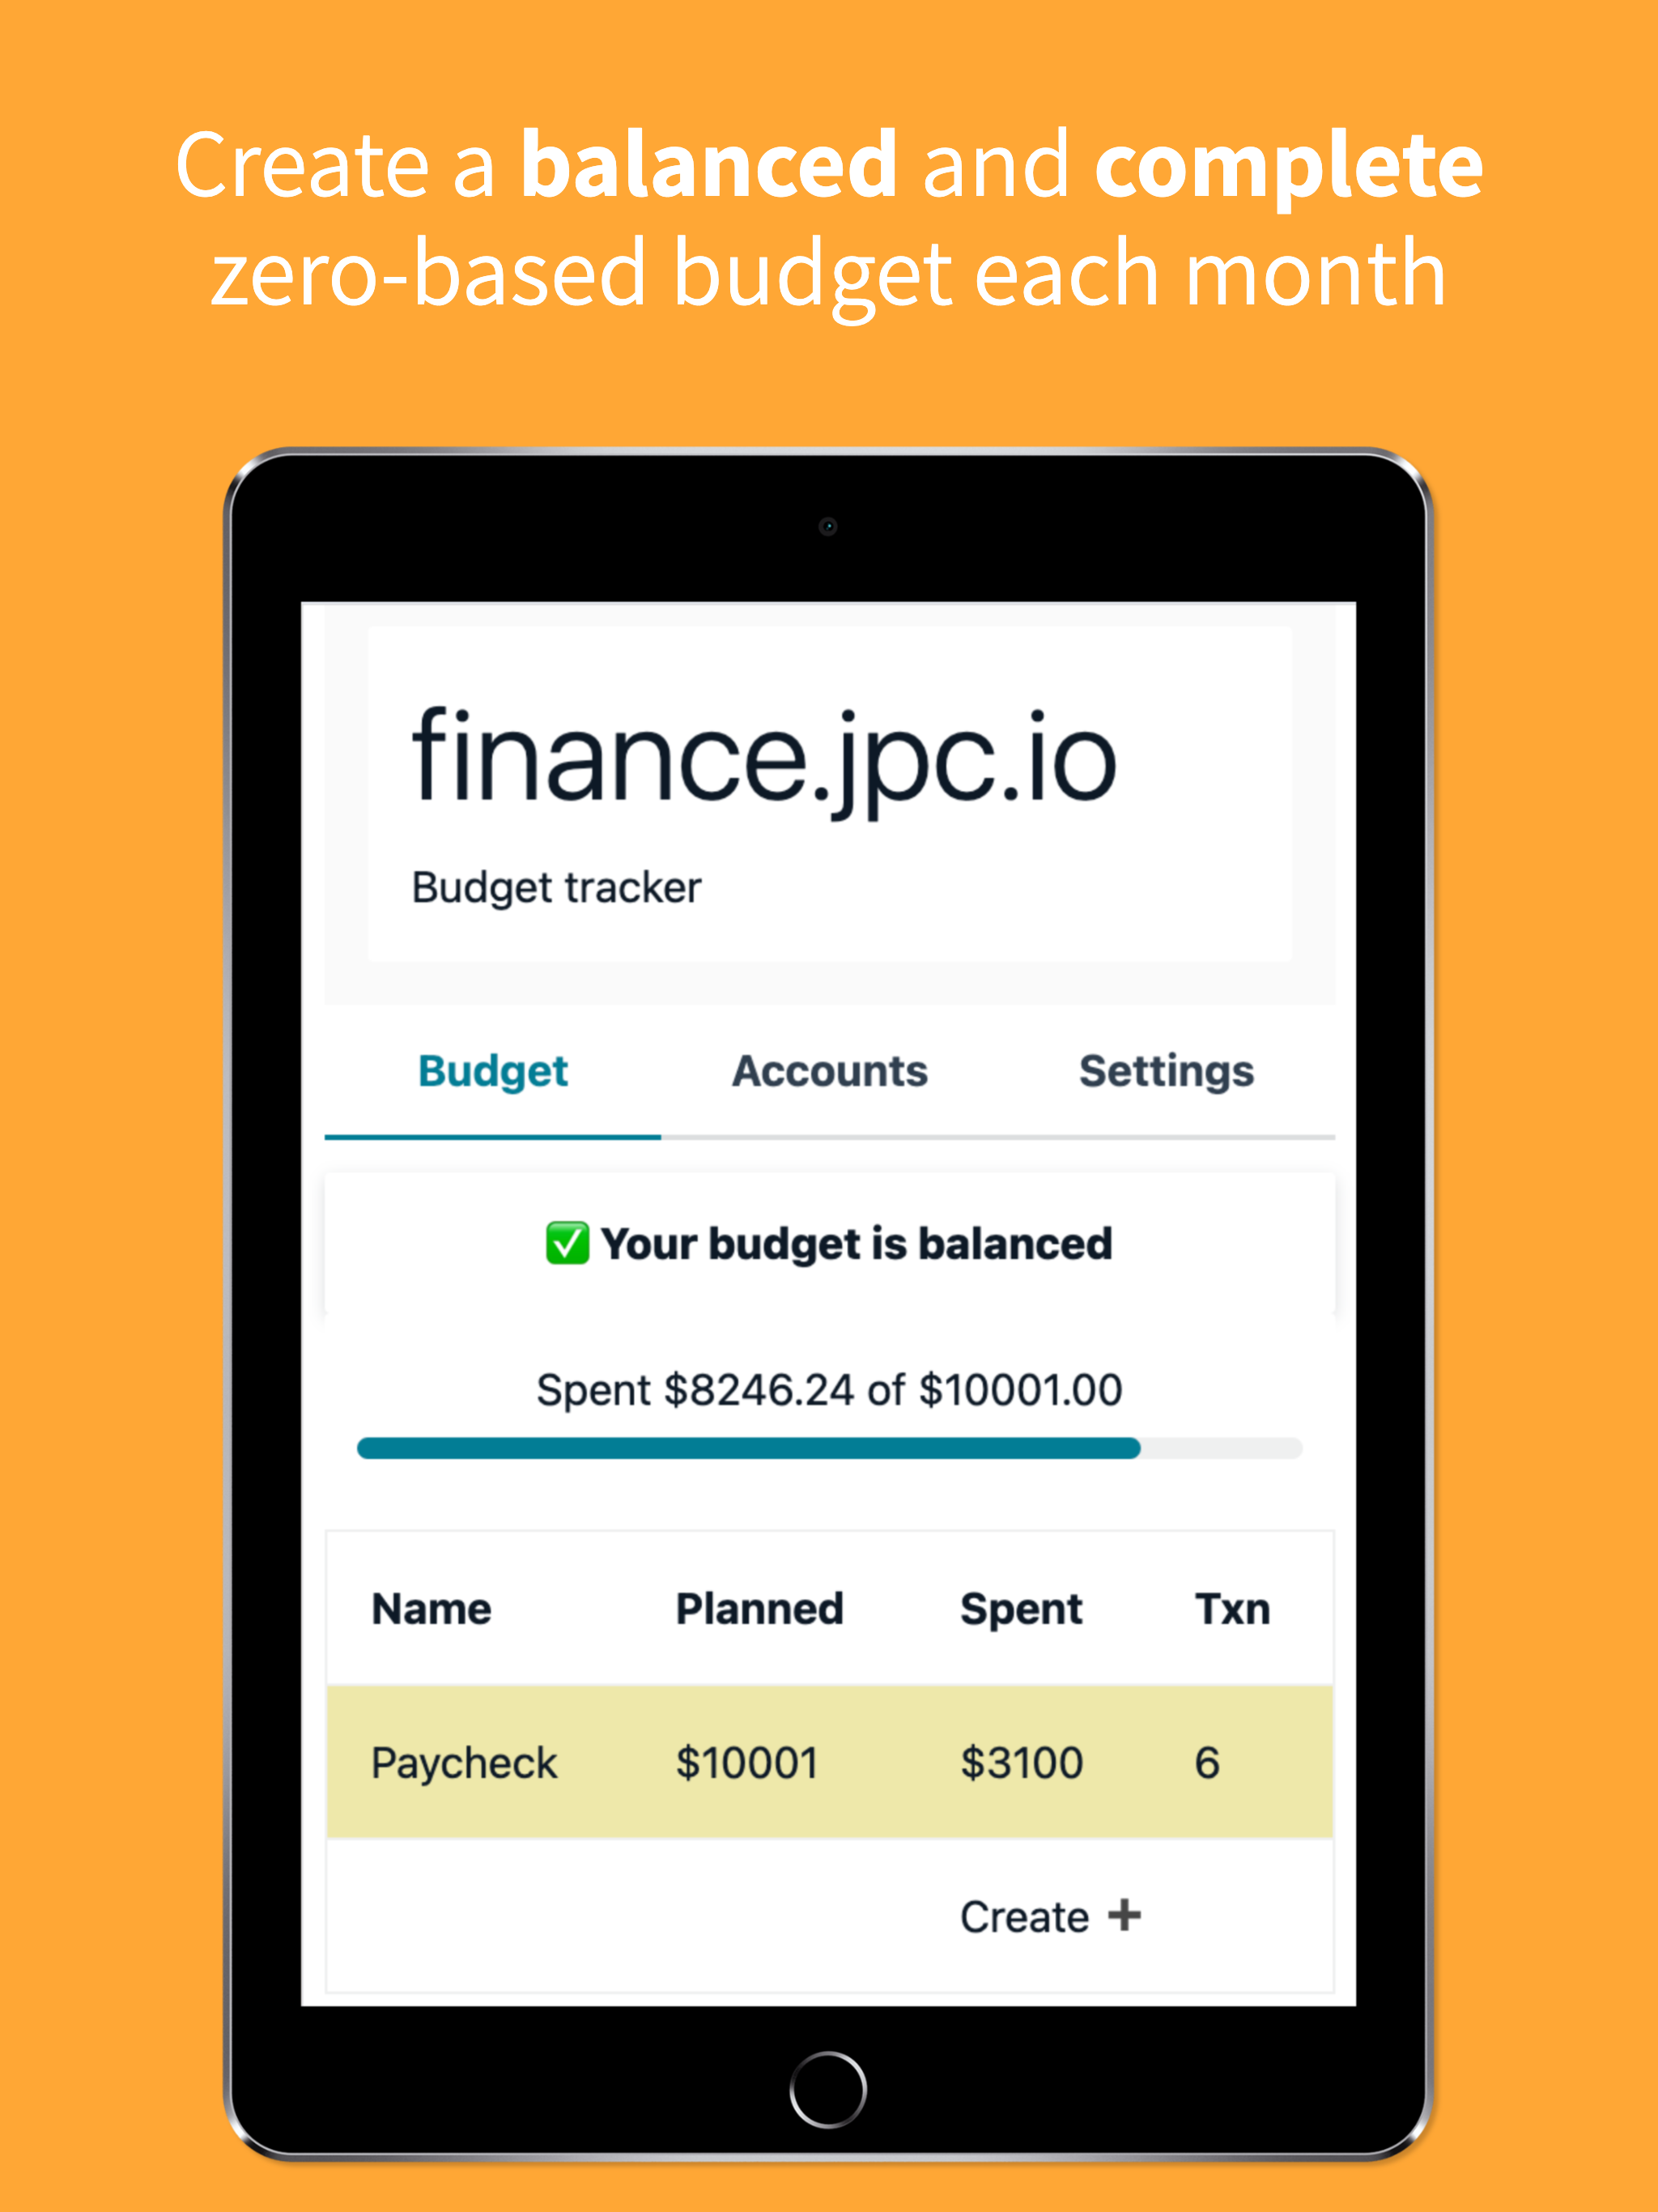 Create a balanced and complete
zero-based budget each month
finance.jpc.io
Budget tracker
Budget Accounts Settings
✅ Your budget is balanced
Spent $8246.24 of $10001.00
Name Planned Spent Txn
Paycheck $10001 $3100 6
Create +